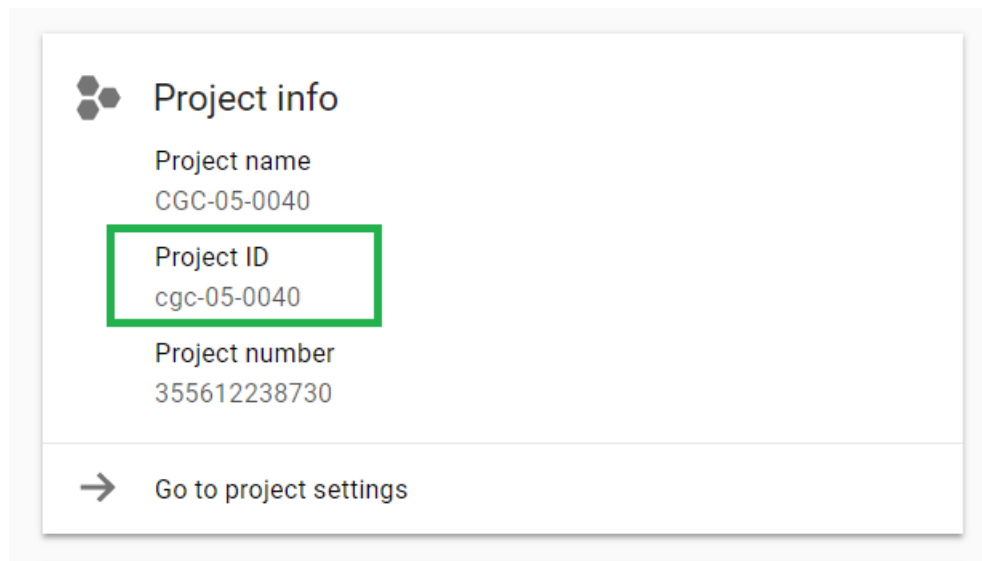 Project info
Project name
CGC-05-0040
Project ID
cgc-05-0040
Project number
355612238730
Go to project settings